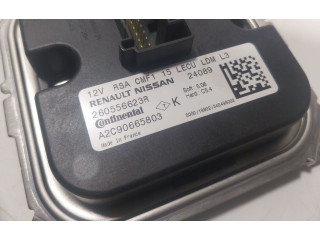 12V RSA CMF1 15 LECU LDM L3
RENAULT NISSAN 24089
260556623R
Continental
A2C90665803
Made in France
K